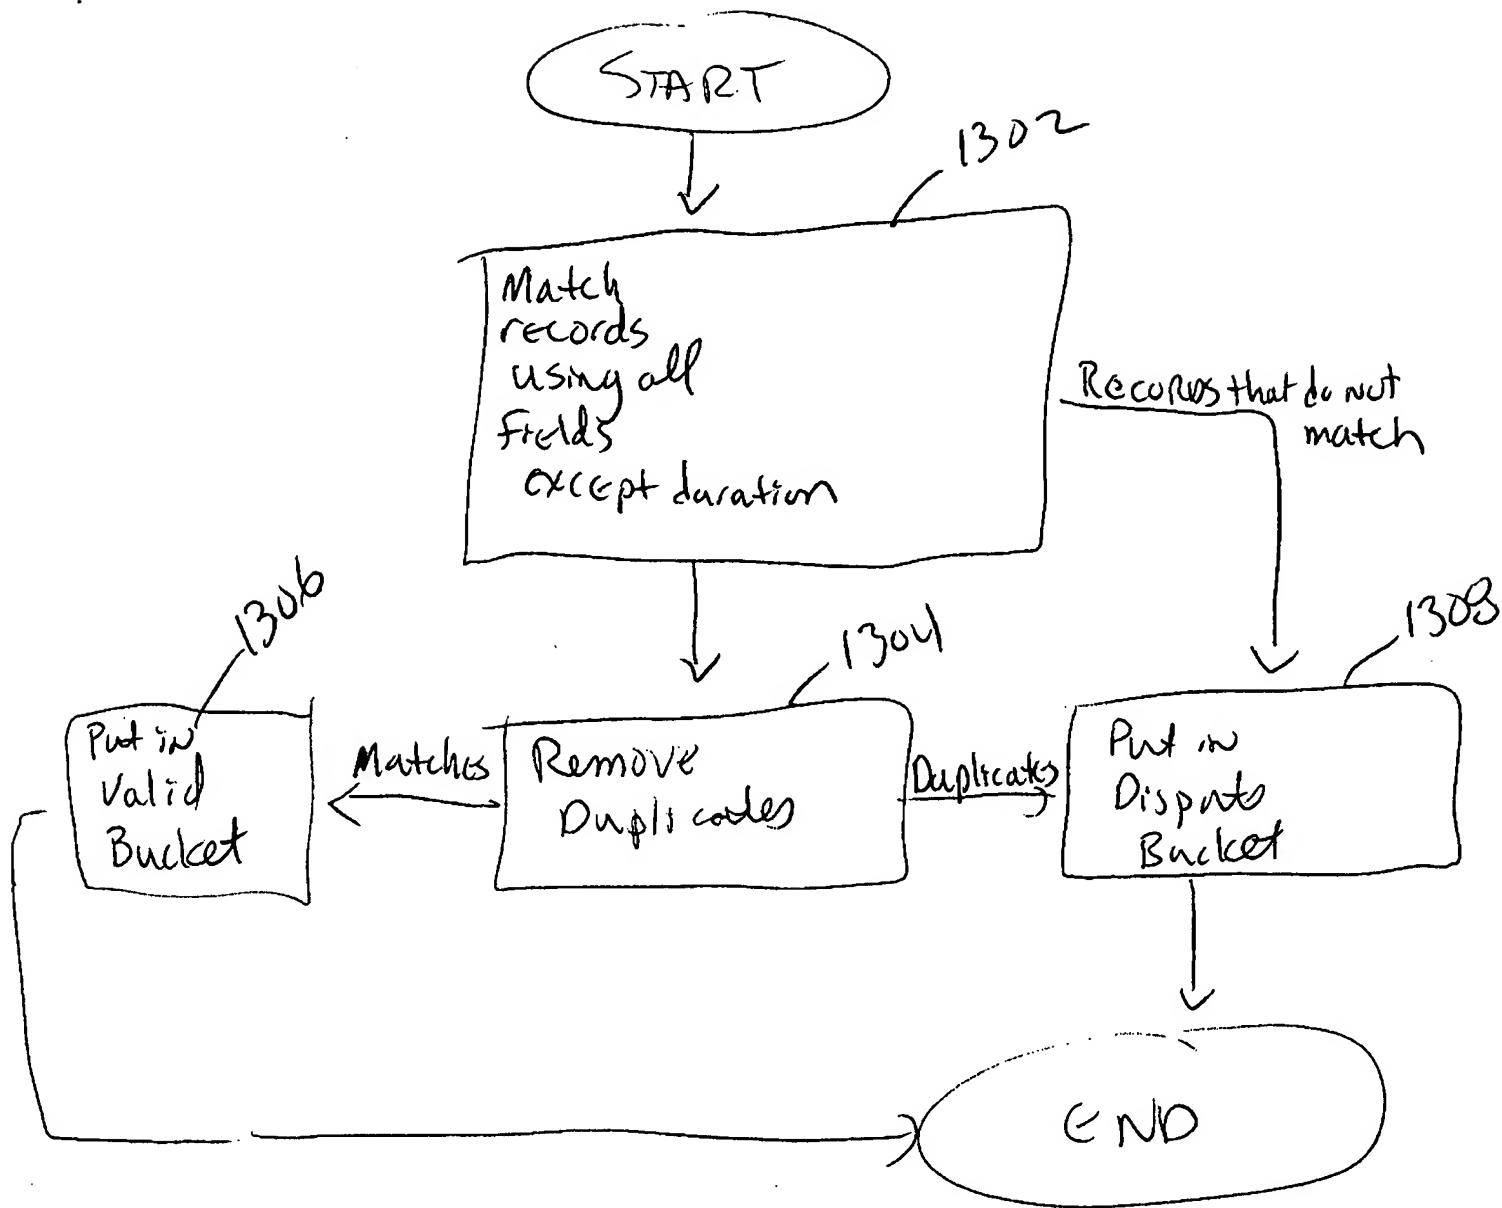 START
1302
Match
records
using all
fields
except duration
Records that do not
match
1306
1304
1308
Put in
Valid
Bucket
Matches
Remove
Duplicates
Duplicates
Put in
Dispute
Bucket
END